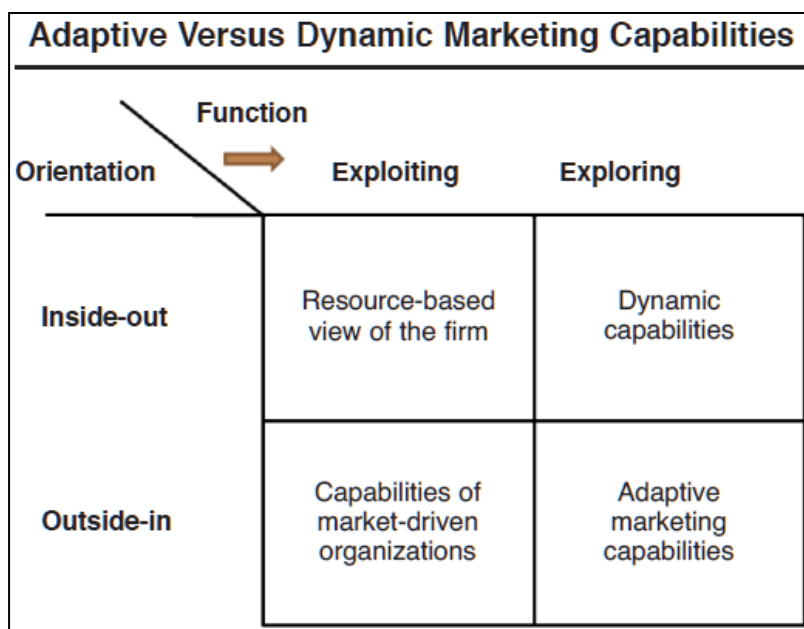 Adaptive Versus Dynamic Marketing Capabilities
Function
Orientation
Exploiting
Exploring
Inside-out
Resource-based
view of the firm
Dynamic
capabilities
Outside-in
Capabilities of
market-driven
organizations
Adaptive
marketing
capabilities